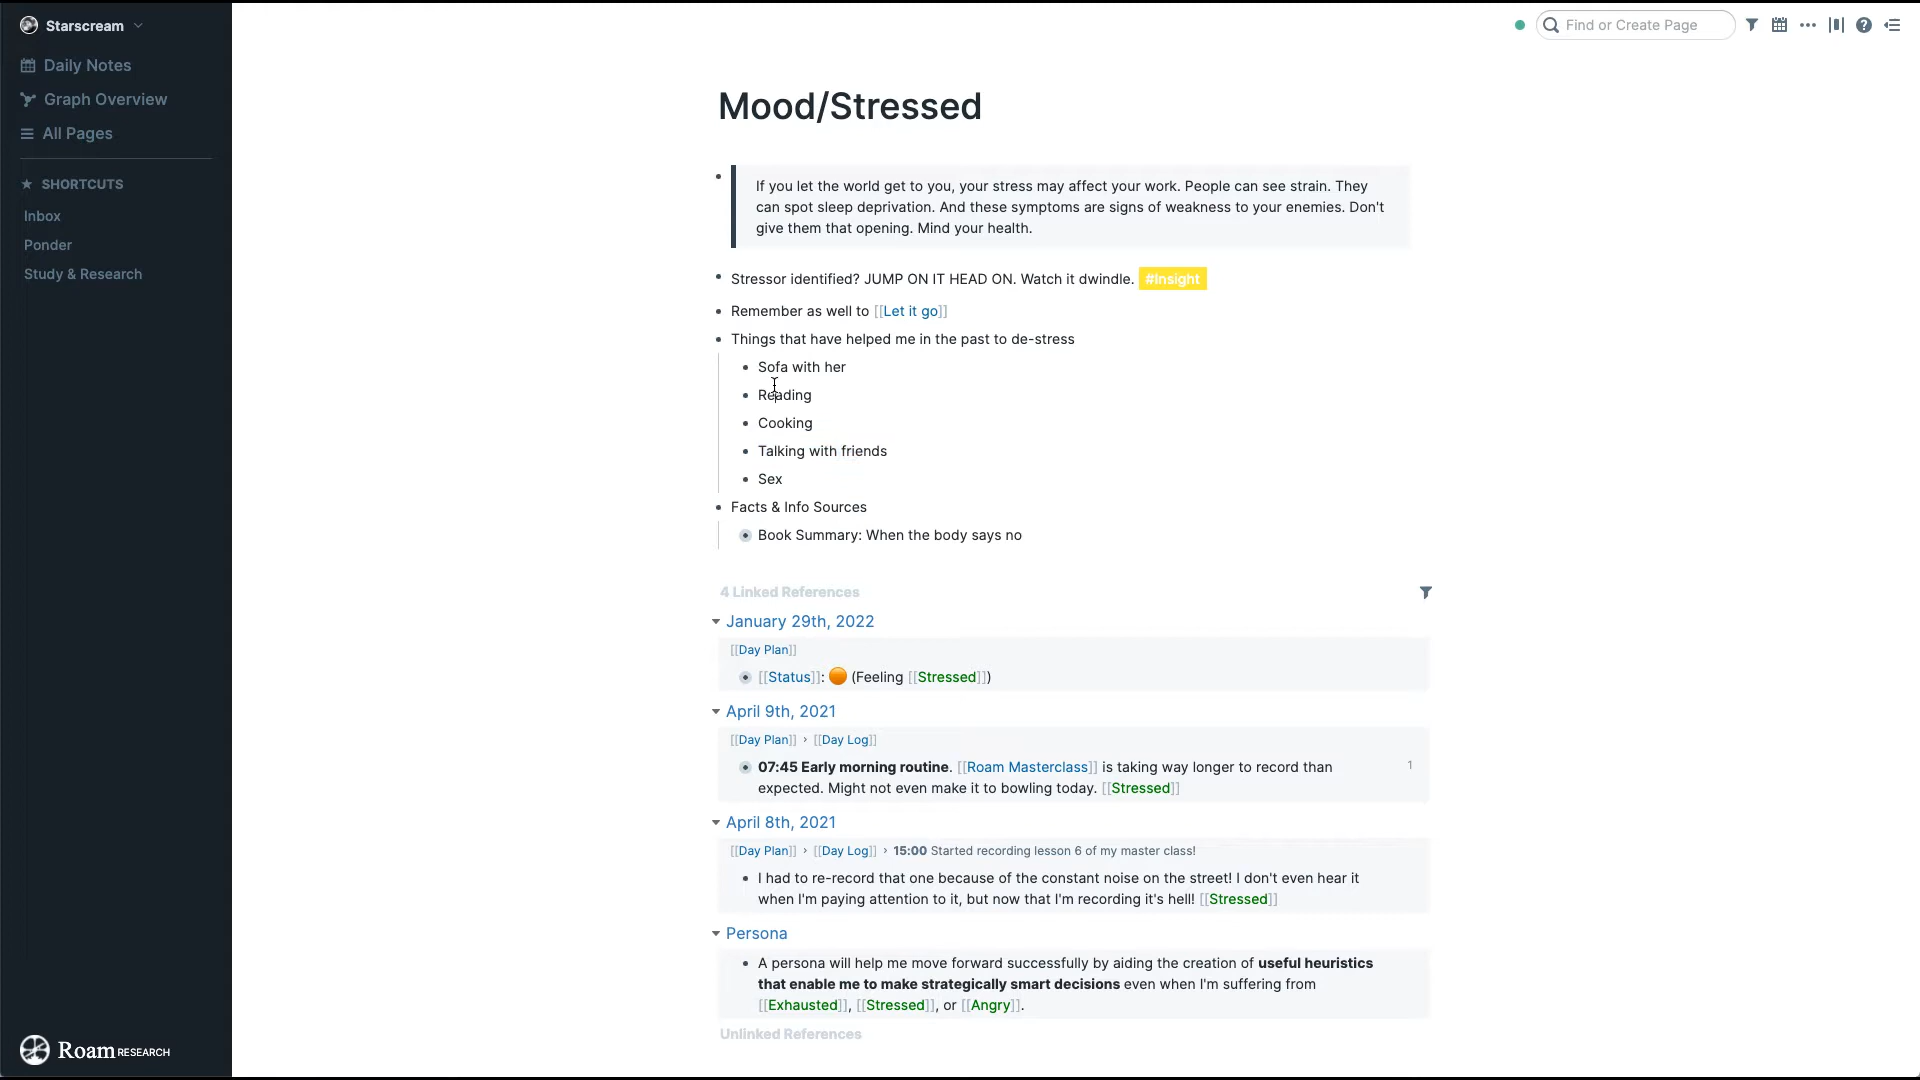 Starscream
Daily Notes
Graph Overview
All Pages
SHORTCUTS
Inbox
Ponder
Study & Research
Roam RESEARCH
Find or Create Page
Mood/Stressed
If you let the world get to you, your stress may affect your work. People can see strain. They
can spot sleep deprivation. And these symptoms are signs of weakness to your enemies. Don't
give them that opening. Mind your health.
Stressor identified? JUMP ON IT HEAD ON. Watch it dwindle. #Insight
Remember as well to [[Let it go]]
Things that have helped me in the past to de-stress
Sofa with her
Reading
Cooking
Talking with friends
Sex
Facts & Info Sources
Book Summary: When the body says no
4 Linked References
January 29th, 2022
[[Day Plan]]
[[Status]]: 🟠 (Feeling [[Stressed]])
April 9th, 2021
[[Day Plan]] › [[Day Log]]
07:45 Early morning routine. [[Roam Masterclass]] is taking way longer to record than
expected. Might not even make it to bowling today. [[Stressed]]
1
April 8th, 2021
[[Day Plan]] › [[Day Log]] › 15:00 Started recording lesson 6 of my master class!
I had to re-record that one because of the constant noise on the street! I don't even hear it
when I'm paying attention to it, but now that I'm recording it's hell! [[Stressed]]
Persona
A persona will help me move forward successfully by aiding the creation of useful heuristics
that enable me to make strategically smart decisions even when I'm suffering from
[[Exhausted]], [[Stressed]], or [[Angry]].
Unlinked References